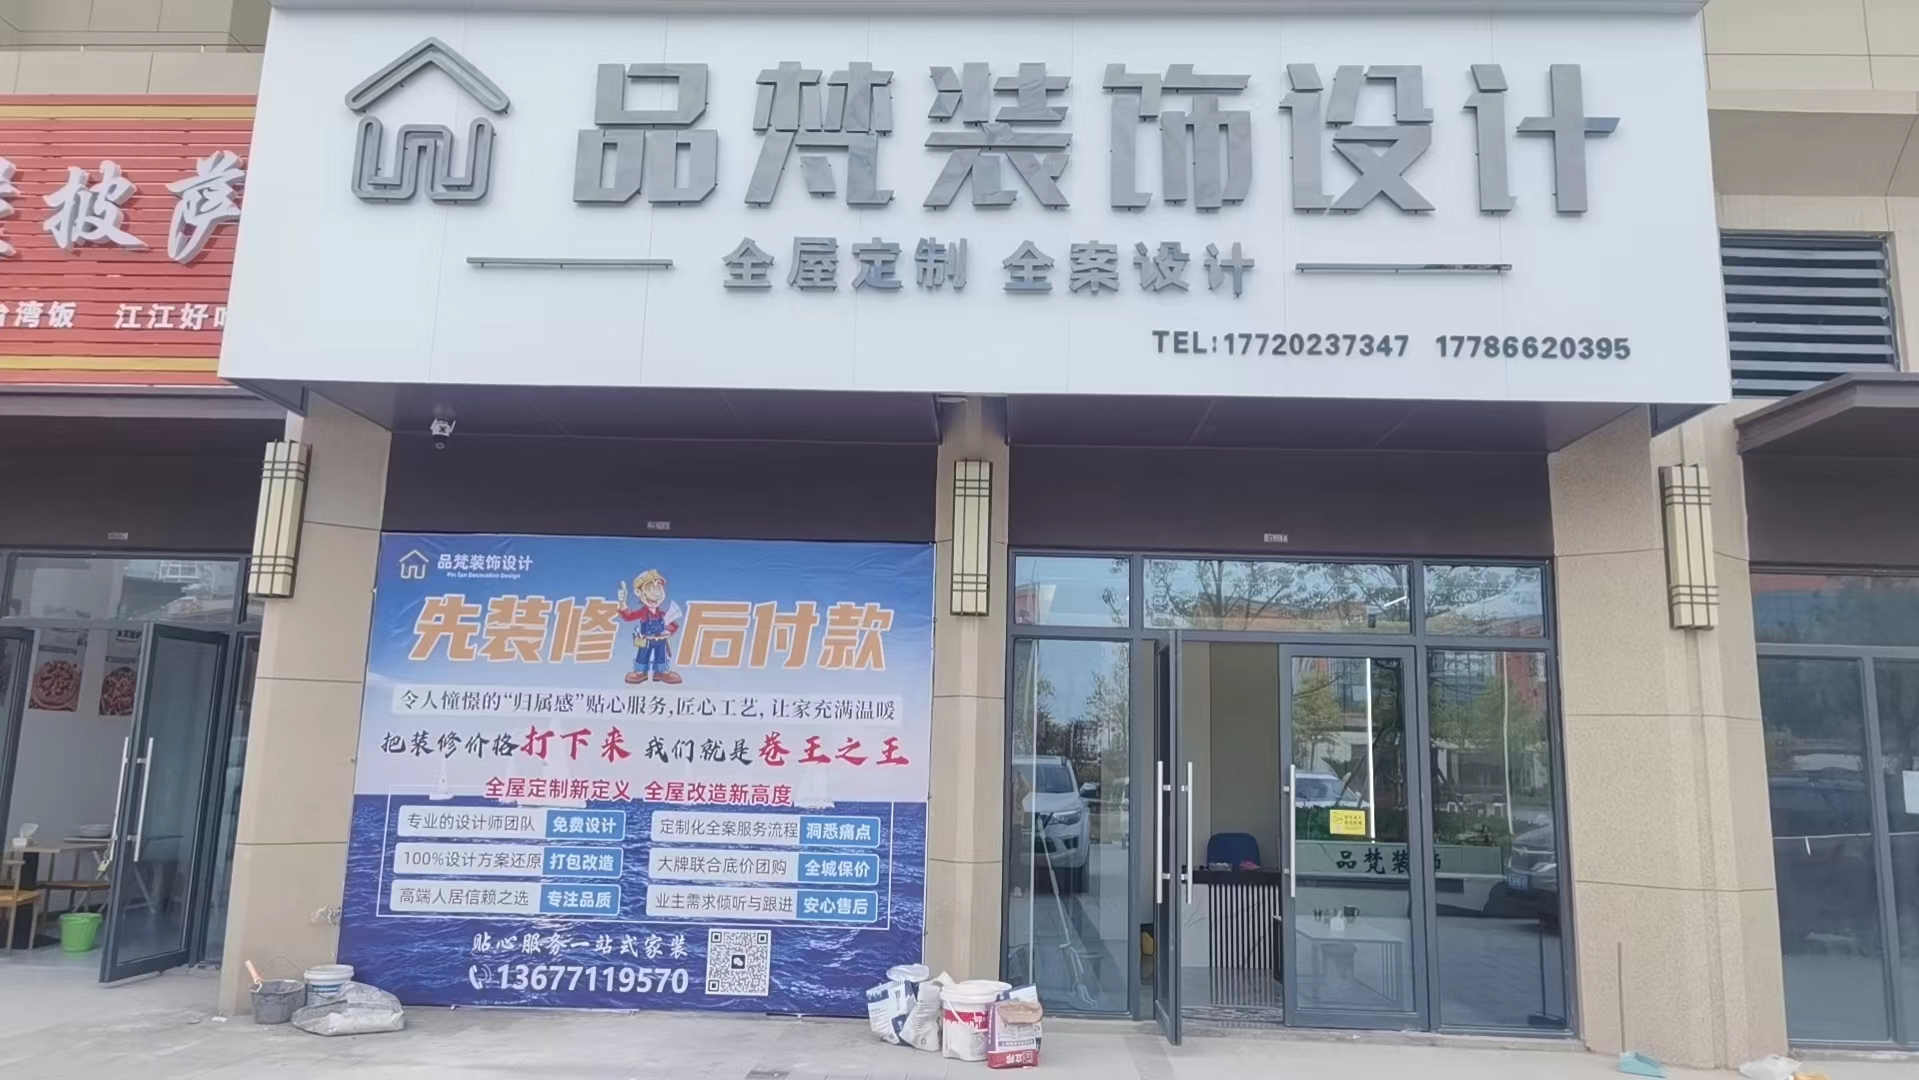 品梵装饰设计
全屋定制 全案设计
TEL:17720237347 17786620395
披萨
湾饭 江江好
品梵装饰设计
Pin fan Decoration Design
先装修 后付款
令人憧憬的“归属感”贴心服务,匠心工艺,让家充满温暖
把装修价格打下来 我们就是卷王之王
全屋定制新定义 全屋改造新高度
专业的设计师团队 免费设计
定制化全案服务流程 洞悉痛点
100%设计方案还原 打包改造
大牌联合底价团购 全城保价
高端人居信赖之选 专注品质
业主需求倾听与跟进 安心售后
贴心服务一站式家装
13677119570
品梵装饰